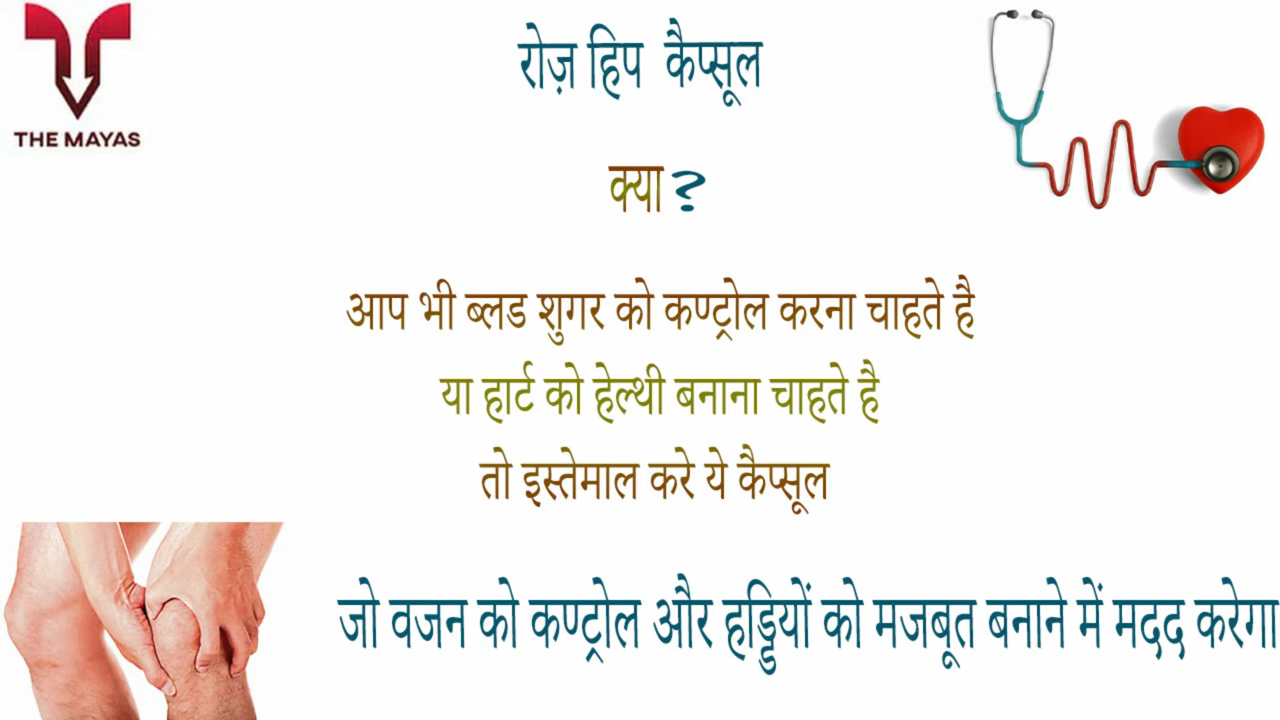 THE MAYAS
रोज़ हिप कैप्सूल
क्या?
आप भी ब्लड शुगर को कण्ट्रोल करना चाहते है
या हार्ट को हेल्थी बनाना चाहते है
तो इस्तेमाल करे ये कैप्सूल
जो वजन को कण्ट्रोल और हड्डियों को मजबूत बनाने में मदद करेगा